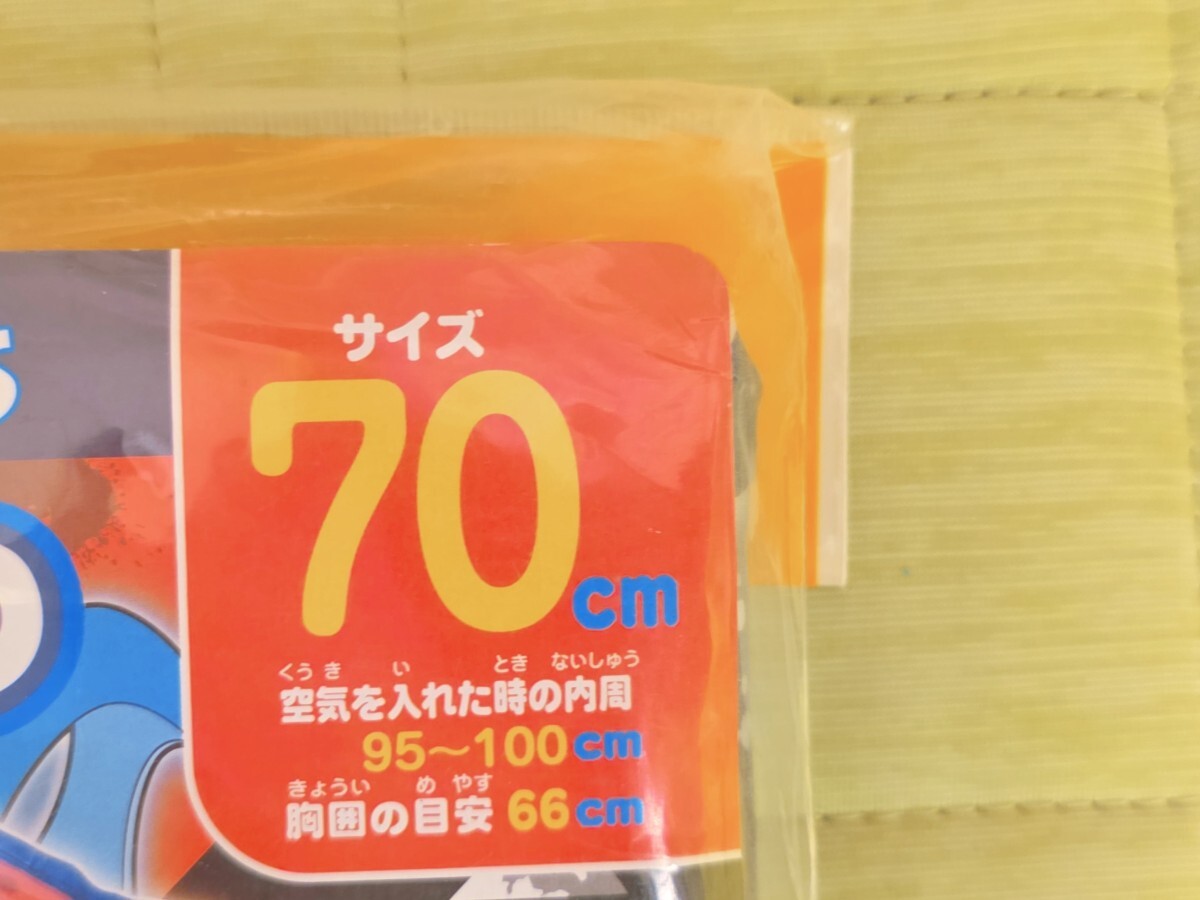 サイズ
70cm
くうき い とき ないしゅう
空気を入れた時の内周
95～100cm
きょうい めやす
胸囲の目安 66cm